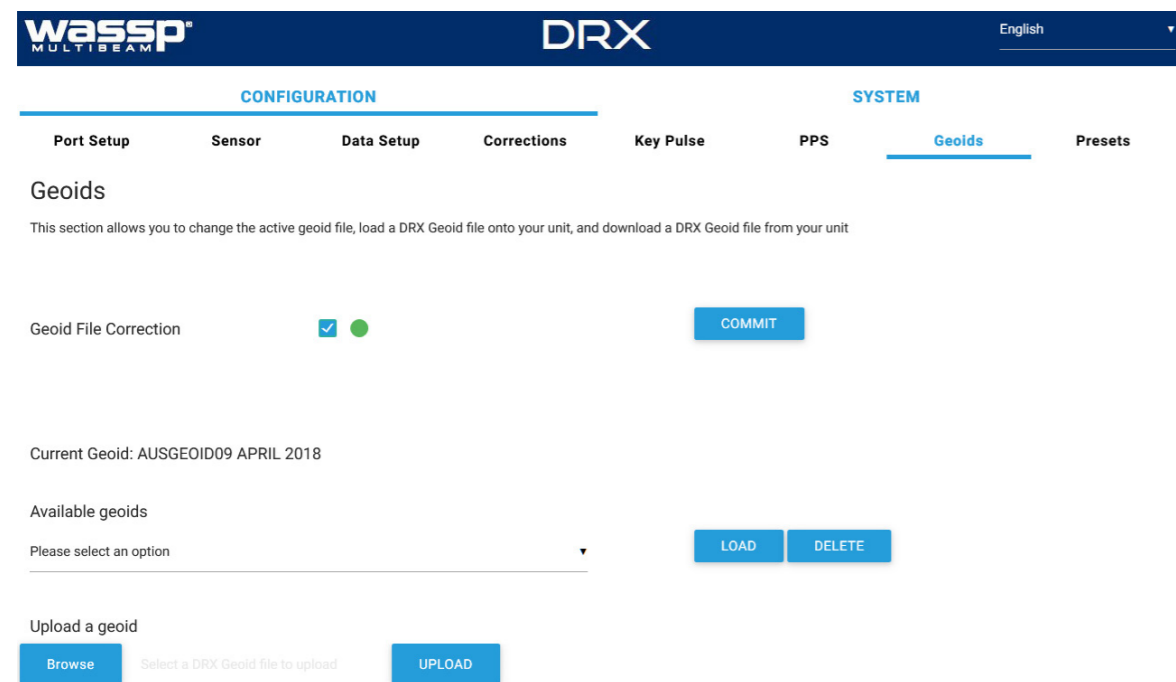 wassp®
MULTIBEAM
DRX
English
CONFIGURATION
SYSTEM
Port Setup
Sensor
Data Setup
Corrections
Key Pulse
PPS
Geoids
Presets
Geoids
This section allows you to change the active geoid file, load a DRX Geoid file onto your unit, and download a DRX Geoid file from your unit
Geoid File Correction
COMMIT
Current Geoid: AUSGEOID09 APRIL 2018
Available geoids
Please select an option
LOAD
DELETE
Upload a geoid
Browse
Select a DRX Geoid file to upload
UPLOAD